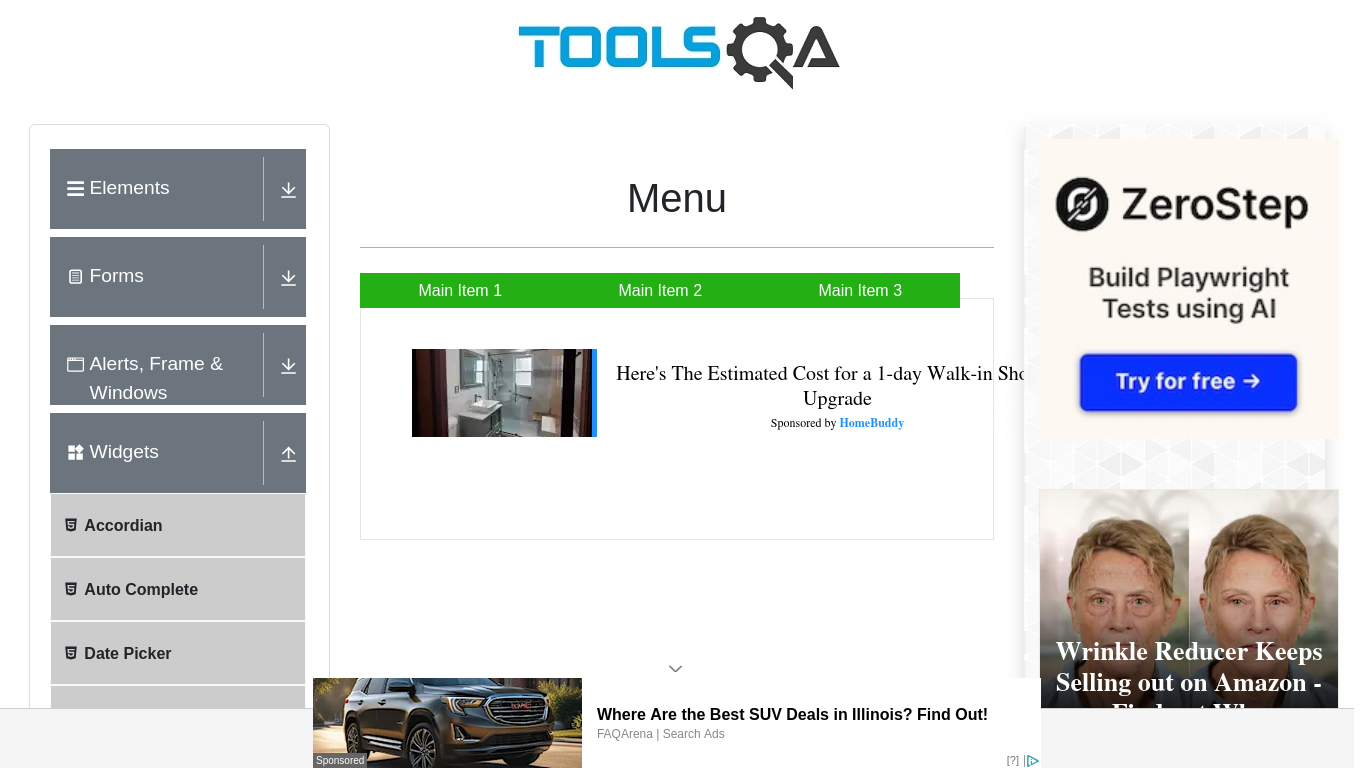 TOOLSQA
Elements
Forms
Alerts, Frame &
Windows
Widgets
Accordian
Auto Complete
Date Picker
Menu
Main Item 1
Main Item 2
Main Item 3
Here's The Estimated Cost for a 1-day Walk-in Sho
Upgrade
Sponsored by HomeBuddy
ZeroStep
Build Playwright
Tests using AI
Try for free →
Wrinkle Reducer Keeps
Selling out on Amazon -
Where Are the Best SUV Deals in Illinois? Find Out!
FAQArena | Search Ads
Sponsored
[?] |